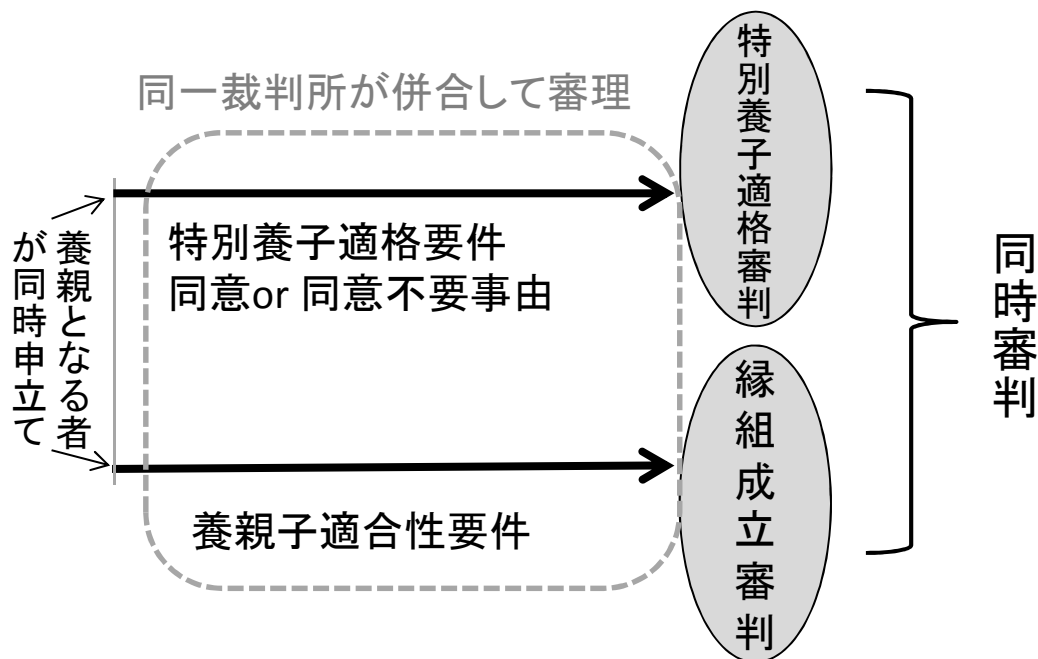 同一裁判所が併合して審理
養親となる者
が同時申立て
特別養子適格要件
同意or 同意不要事由
養親子適合性要件
特別養子適格審判
縁組成立審判
同時審判